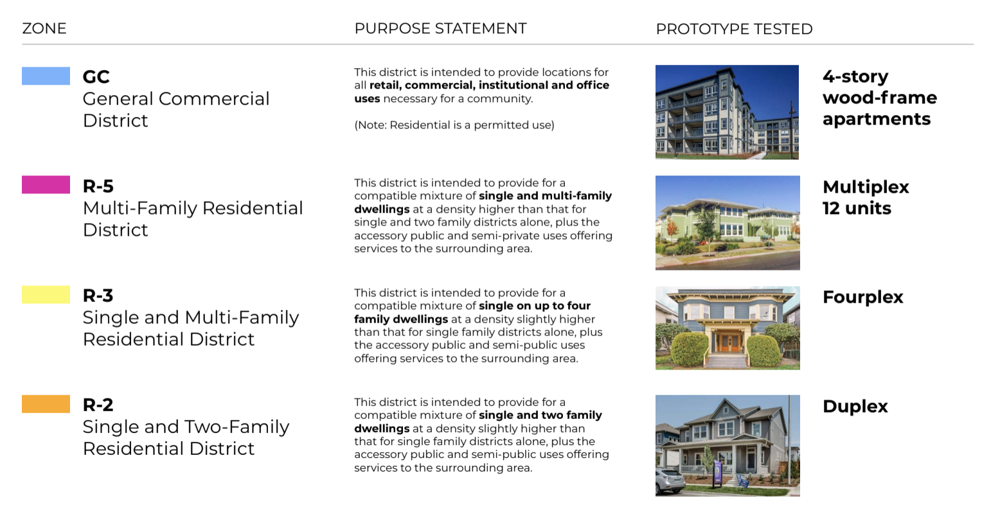 ZONE
PURPOSE STATEMENT
PROTOTYPE TESTED
GC
General Commercial
District
This district is intended to provide locations for
all retail, commercial, institutional and office
uses necessary for a community.
(Note: Residential is a permitted use)
4-story
wood-frame
apartments
R-5
Multi-Family Residential
District
This district is intended to provide for a
compatible mixture of single and multi-family
dwellings at a density higher than that for
single and two family districts alone, plus the
accessory public and semi-private uses offering
services to the surrounding area.
Multiplex
12 units
R-3
Single and Multi-Family
Residential District
This district is intended to provide for a
compatible mixture of single on up to four
family dwellings at a density slightly higher
than that for single family districts alone, plus
the accessory public and semi-public uses
offering services to the surrounding area.
Fourplex
R-2
Single and Two-Family
Residential District
This district is intended to provide for a
compatible mixture of single and two family
dwellings at a density slightly higher than
that for single family districts alone, plus the
accessory public and semi-public uses offering
services to the surrounding area.
Duplex